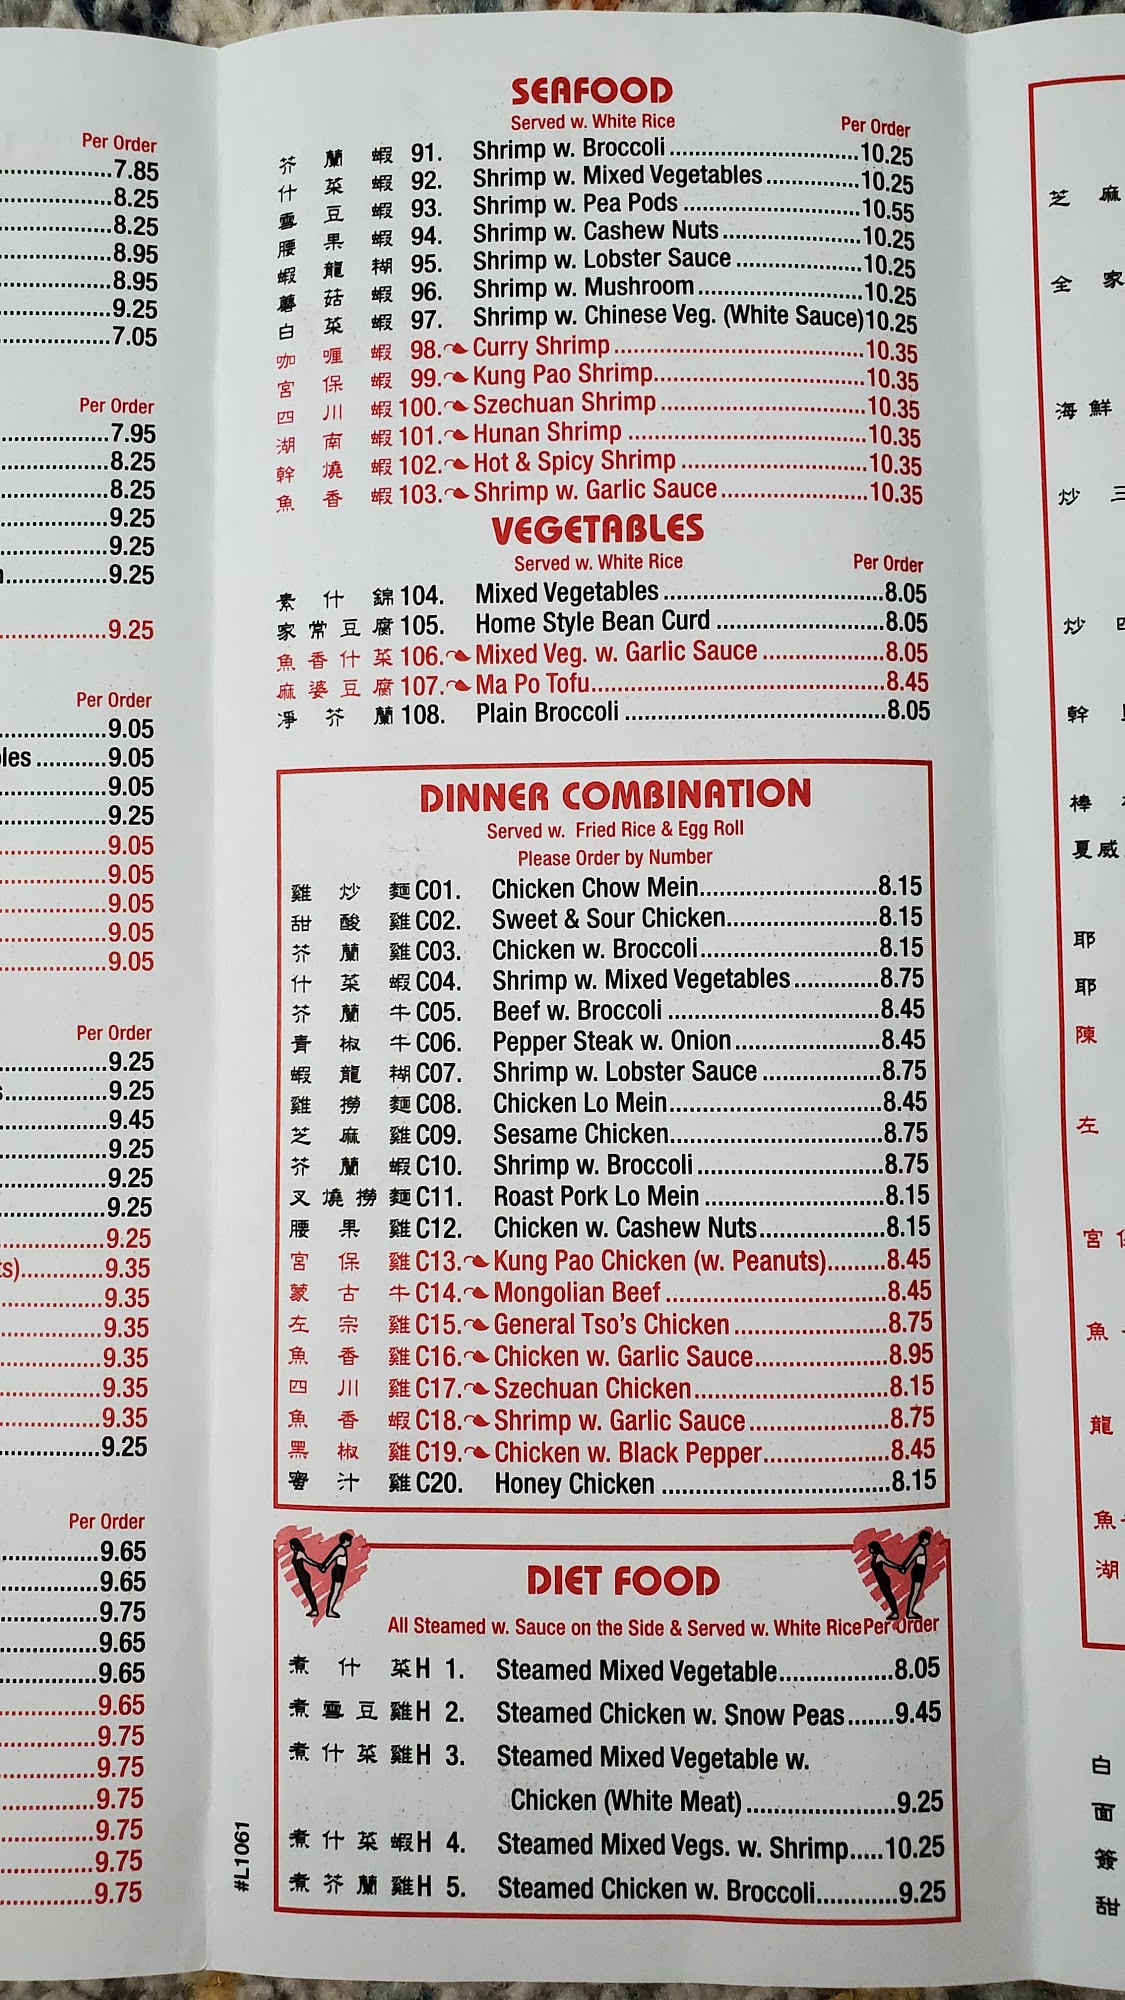 Per Order
7.85
8.25
8.25
8.95
8.95
9.25
7.05
Per Order
7.95
8.25
8.25
9.25
9.25
9.25
9.25
Per Order
9.05
9.05
9.05
9.25
9.05
9.05
9.05
9.05
9.05
Per Order
9.25
9.25
9.45
9.25
9.25
9.25
9.25
9.35
9.35
9.35
9.35
9.35
9.35
9.25
Per Order
9.65
9.65
9.75
9.65
9.65
9.65
9.75
9.75
9.75
9.75
9.75
9.75
SEAFOOD
Served w. White Rice
Per Order
芥蘭蝦 91. Shrimp w. Broccoli 10.25
什菜蝦 92. Shrimp w. Mixed Vegetables 10.25
雪豆蝦 93. Shrimp w. Pea Pods 10.55
腰果蝦 94. Shrimp w. Cashew Nuts 10.25
蝦龍糊 95. Shrimp w. Lobster Sauce 10.25
蘑菇蝦 96. Shrimp w. Mushroom 10.25
白菜蝦 97. Shrimp w. Chinese Veg. (White Sauce) 10.25
咖喱蝦 98. Curry Shrimp 10.35
宮保蝦 99. Kung Pao Shrimp 10.35
四川蝦 100. Szechuan Shrimp 10.35
湖南蝦 101. Hunan Shrimp 10.35
幹燒蝦 102. Hot & Spicy Shrimp 10.35
魚香蝦 103. Shrimp w. Garlic Sauce 10.35
VEGETABLES
Served w. White Rice
Per Order
素什錦 104. Mixed Vegetables 8.05
家常豆腐 105. Home Style Bean Curd 8.05
魚香什菜 106. Mixed Veg. w. Garlic Sauce 8.05
麻婆豆腐 107. Ma Po Tofu 8.45
淨芥蘭 108. Plain Broccoli 8.05
DINNER COMBINATION
Served w. Fried Rice & Egg Roll
Please Order by Number
雞炒麵 C01. Chicken Chow Mein 8.15
甜酸雞 C02. Sweet & Sour Chicken 8.15
芥蘭雞 C03. Chicken w. Broccoli 8.15
什菜蝦 C04. Shrimp w. Mixed Vegetables 8.75
芥蘭牛 C05. Beef w. Broccoli 8.45
青椒牛 C06. Pepper Steak w. Onion 8.45
蝦龍糊 C07. Shrimp w. Lobster Sauce 8.75
雞撈麵 C08. Chicken Lo Mein 8.45
芝麻雞 C09. Sesame Chicken 8.75
芥蘭蝦 C10. Shrimp w. Broccoli 8.75
叉燒撈麵 C11. Roast Pork Lo Mein 8.15
腰果雞 C12. Chicken w. Cashew Nuts 8.15
宮保雞 C13. Kung Pao Chicken (w. Peanuts) 8.45
蒙古牛 C14. Mongolian Beef 8.45
左宗雞 C15. General Tso's Chicken 8.75
魚香雞 C16. Chicken w. Garlic Sauce 8.95
四川雞 C17. Szechuan Chicken 8.15
魚香蝦 C18. Shrimp w. Garlic Sauce 8.75
黑椒雞 C19. Chicken w. Black Pepper 8.45
蜜汁雞 C20. Honey Chicken 8.15
DIET FOOD
All Steamed w. Sauce on the Side & Served w. White Rice Per Order
煮什菜 H 1. Steamed Mixed Vegetable 8.05
煮雪豆雞 H 2. Steamed Chicken w. Snow Peas 9.45
煮什菜雞 H 3. Steamed Mixed Vegetable w.
Chicken (White Meat) 9.25
煮什菜蝦 H 4. Steamed Mixed Vegs. w. Shrimp 10.25
煮芥蘭雞 H 5. Steamed Chicken w. Broccoli 9.25
#L1061
芝麻
全家
海鮮
炒
炒
幹
棒
夏威
耶
耶
陳
左
宮
魚
龍
魚
湖
白
面
簽
甜